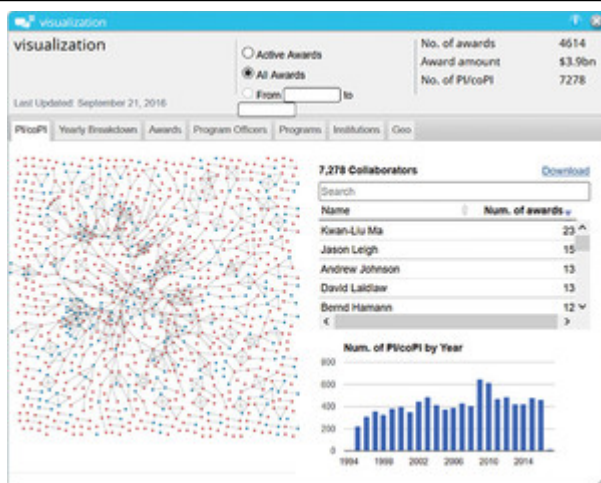 visualization
visualization
Active Awards
All Awards
From to
No. of awards 4614
Award amount $3.9bn
No. of PI/coPI 7278
Last Updated: September 21, 2016
PI/coPI Yearly Breakdown Awards Program Officers Programs Institutions Geo
7,278 Collaborators Download
Search
Name Num. of awards
Kwan-Liu Ma 23
Jason Leigh 15
Andrew Johnson 13
David Laidlaw 13
Bernd Hamann 12
Num. of PI/coPI by Year
800
600
400
200
0
1994 1998 2002 2006 2010 2014